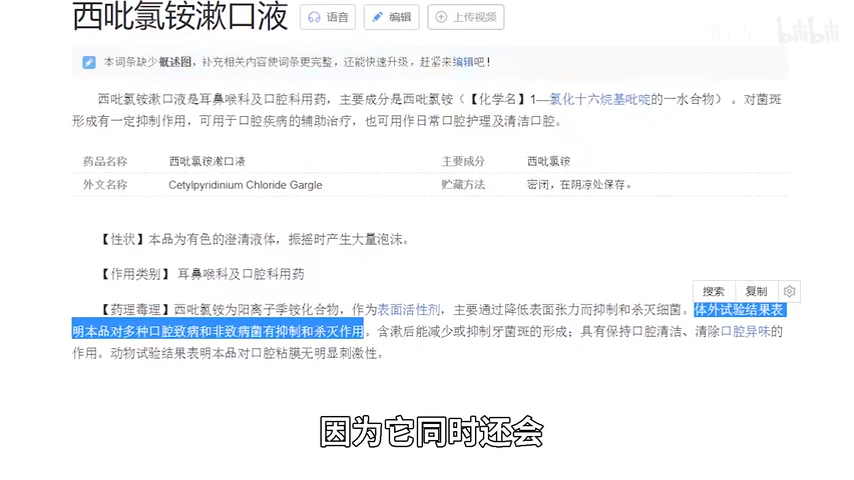 西吡氯铵漱口液 语音 编辑 上传视频
bilibili
本词条缺少概述图，补充相关内容使词条更完整，还能快速升级，赶紧来编辑吧！
西吡氯铵漱口液是耳鼻喉科及口腔科用药，主要成分是西吡氯铵（【化学名】1—氯化十六烷基吡啶的一水合物）。对菌斑
形成有一定抑制作用，可用于口腔疾病的辅助治疗，也可用作日常口腔护理及清洁口腔。
药品名称 西吡氯铵漱口液 主要成分 西吡氯铵
外文名称 Cetylpyridinium Chloride Gargle 贮藏方法 密闭，在阴凉处保存。
【性状】本品为有色的澄清液体，振摇时产生大量泡沫。
【作用类别】 耳鼻喉科及口腔科用药
搜索 复制
【药理毒理】西吡氯铵为阳离子季铵化合物，作为表面活性剂，主要通过降低表面张力而抑制和杀灭细菌。体外试验结果表
明本品对多种口腔致病和非致病菌有抑制和杀灭作用。含漱后能减少或抑制牙菌斑的形成；具有保持口腔清洁、清除口腔异味的
作用。动物试验结果表明本品对口腔粘膜无明显刺激性。
因为它同时还会